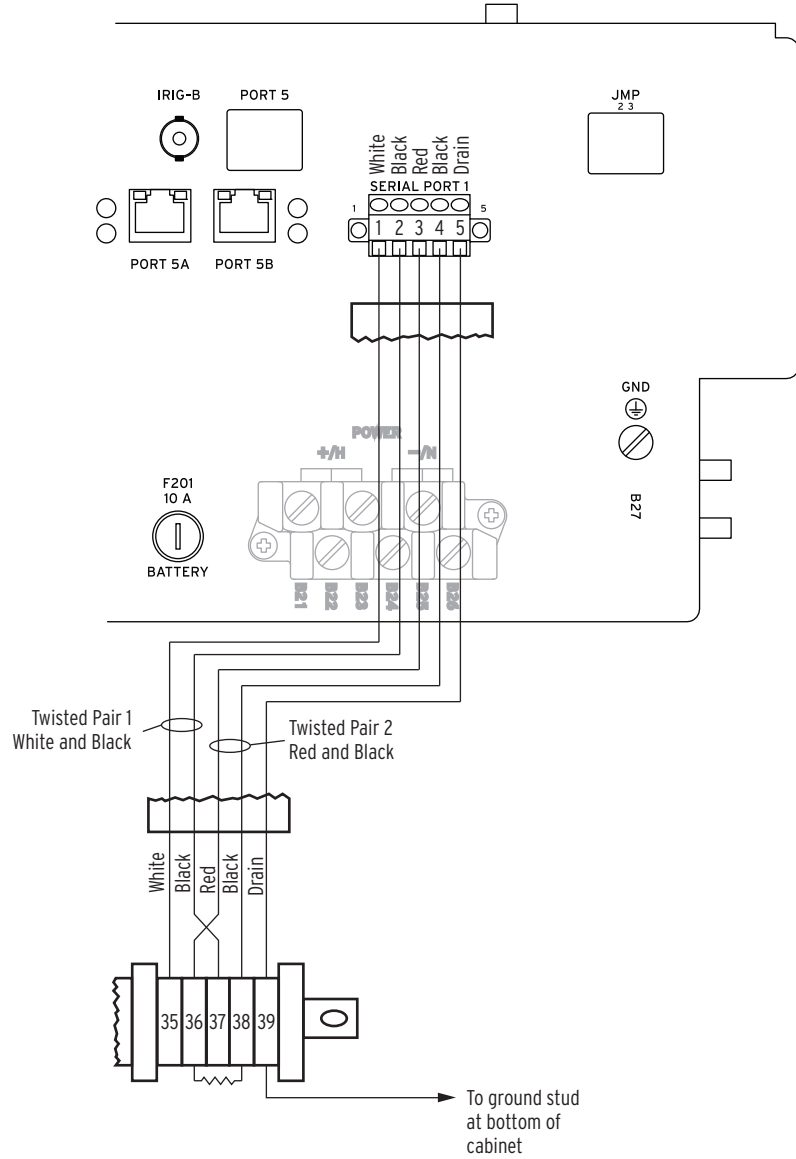 IRIG-B
PORT 5
JMP
2 3
White
Black
Red
Black
Drain
SERIAL PORT 1
1
5
1 2 3 4 5
PORT 5A
PORT 5B
GND
POWER
+/H
-/N
F201
10 A
BATTERY
B27
B21
B22
B23
B24
B25
B26
Twisted Pair 1
White and Black
Twisted Pair 2
Red and Black
White
Black
Red
Black
Drain
35 36 37 38 39
To ground stud
at bottom of
cabinet